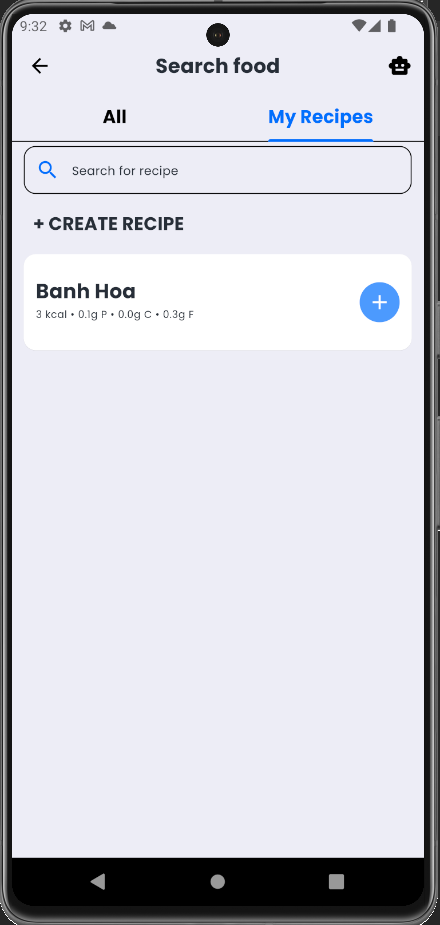 9:32
Search food
All
My Recipes
Search for recipe
+ CREATE RECIPE
Banh Hoa
3 kcal • 0.1g P • 0.0g C • 0.3g F